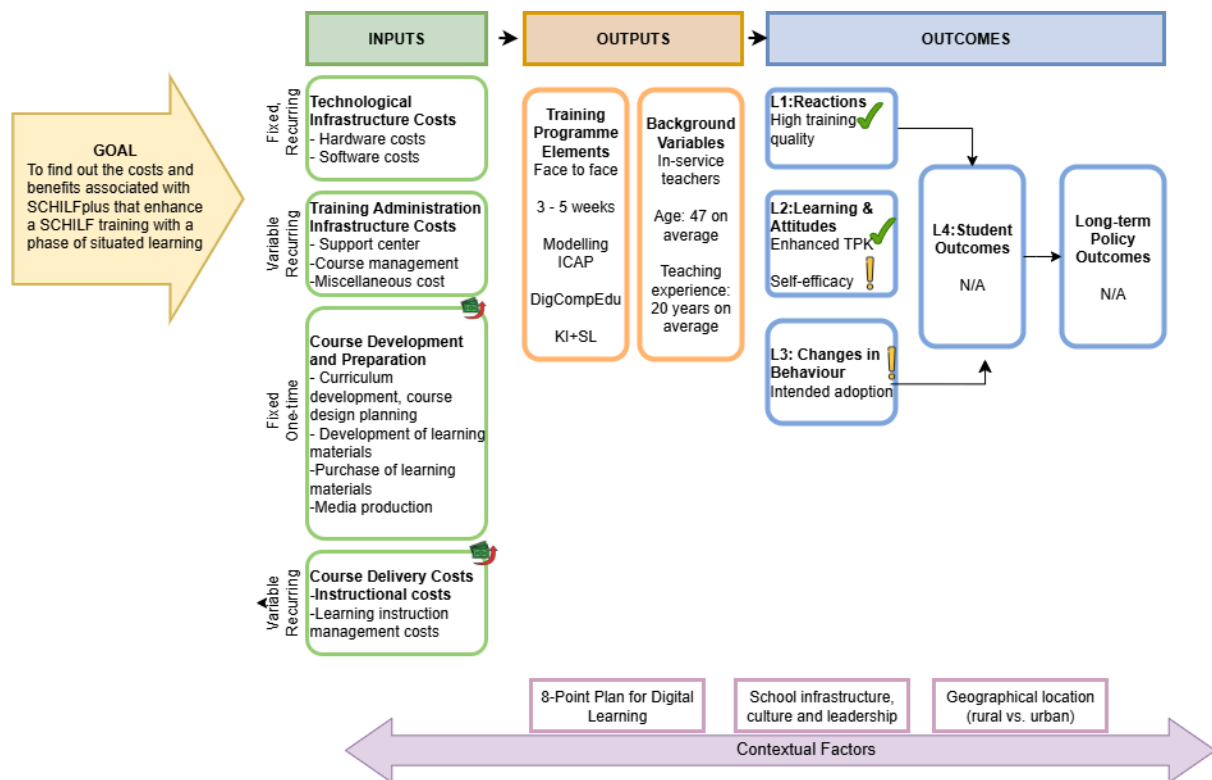 INPUTS
OUTPUTS
OUTCOMES
GOAL
To find out the costs and
benefits associated with
SCHILFplus that enhance
a SCHILF training with a
phase of situated learning
Fixed,
Recurring
Technological
Infrastructure Costs
- Hardware costs
- Software costs
Variable
Recurring
Training Administration
Infrastructure Costs
- Support center
-Course management
-Miscellaneous cost
Fixed
One-time
Course Development
and Preparation
- Curriculum
development, course
design planning
- Development of learning
materials
-Purchase of learning
materials
-Media production
Variable
Recurring
Course Delivery Costs
-Instructional costs
-Learning instruction
management costs
Training
Programme
Elements
Face to face
3 - 5 weeks
Modelling
ICAP
DigCompEdu
KI+SL
Background
Variables
In-service
teachers
Age: 47 on
average
Teaching
experience:
20 years on
average
L1:Reactions
High training
quality
L2:Learning &
Attitudes
Enhanced TPK
Self-efficacy
L3: Changes in
Behaviour
Intended adoption
L4:Student
Outcomes
N/A
Long-term
Policy
Outcomes
N/A
8-Point Plan for Digital
Learning
School infrastructure,
culture and leadership
Geographical location
(rural vs. urban)
Contextual Factors